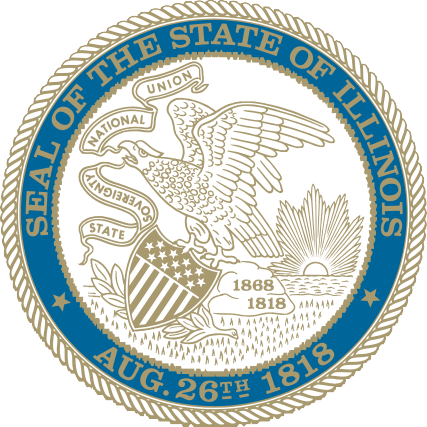 SEAL OF THE STATE OF ILLINOIS
AUG. 26TH 1818
STATE
SOVEREIGNTY
NATIONAL
UNION
1868
1818